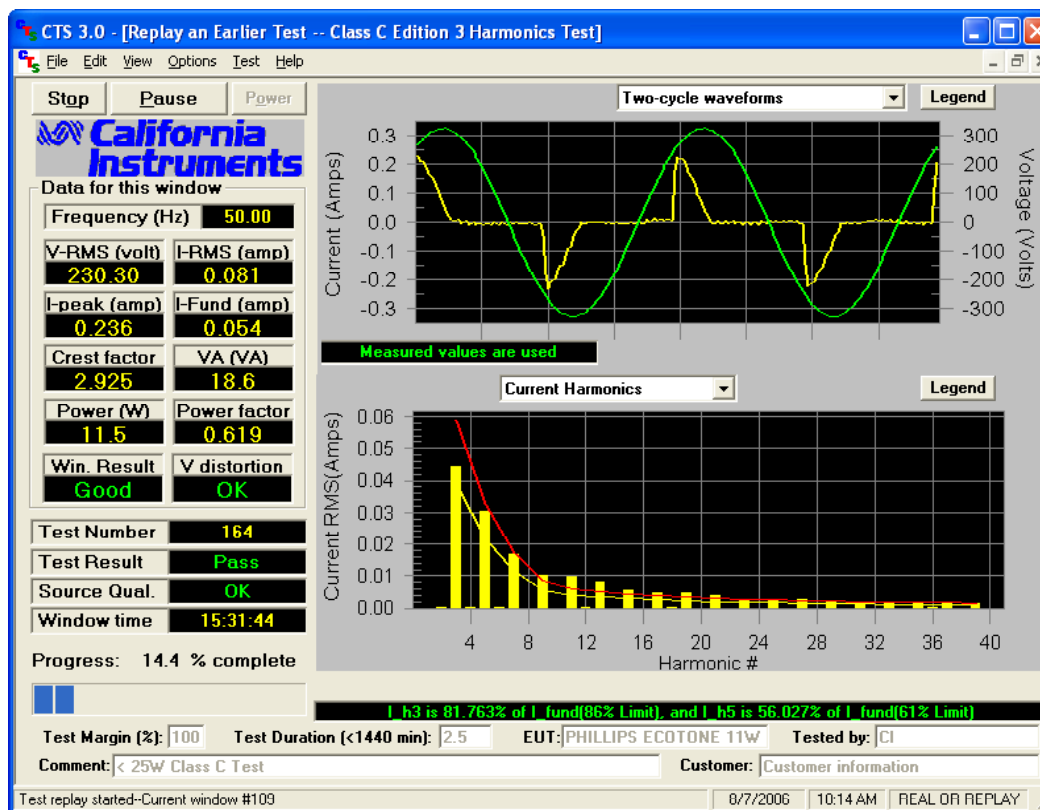 CTS 3.0 - [Replay an Earlier Test -- Class C Edition 3 Harmonics Test]
File Edit View Options Test Help
Stop Pause Power
California
Instruments
Data for this window
Frequency (Hz) 50.00
V-RMS (volt) I-RMS (amp)
230.30 0.081
I-peak (amp) I-Fund (amp)
0.236 0.054
Crest factor VA (VA)
2.925 18.6
Power (W) Power factor
11.5 0.619
Win. Result V distortion
Good OK
Test Number 164
Test Result Pass
Source Qual. OK
Window time 15:31:44
Progress: 14.4 % complete
Two-cycle waveforms Legend
Current (Amps)
0.3
0.2
0.1
0.0
-0.1
-0.2
-0.3
300
200
100
0
-100
-200
-300
Voltage (Volts)
Measured values are used
Current Harmonics Legend
Current RMS(Amps)
0.06
0.05
0.04
0.03
0.02
0.01
0.00
4 8 12 16 20 24 28 32 36 40
Harmonic #
I_h3 is 81.763% of I_fund(86% Limit), and I_h5 is 56.027% of I_fund(61% Limit)
Test Margin (%): 100 Test Duration (<1440 min): 2.5 EUT: PHILLIPS ECOTONE 11W Tested by: CI
Comment: < 25W Class C Test Customer: Customer information
Test replay started--Current window #109 8/7/2006 10:14 AM REAL OR REPLAY